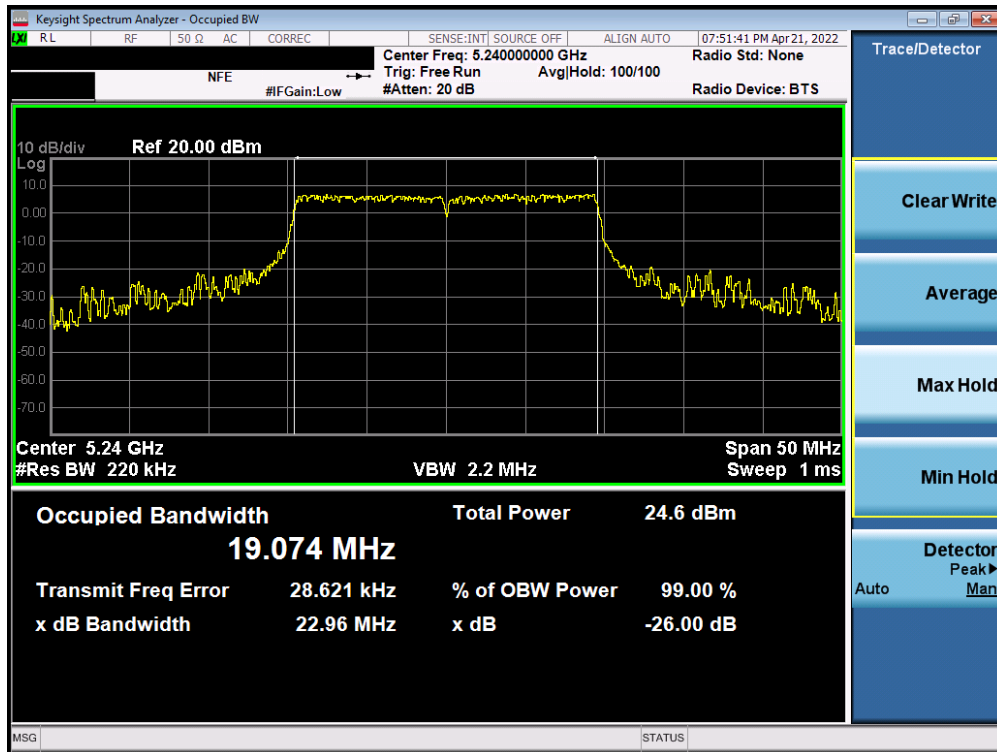 Keysight Spectrum Analyzer - Occupied BW
LXI RL RF 50 Ω AC CORREC SENSE:INT SOURCE OFF ALIGN AUTO 07:51:41 PM Apr 21, 2022
Center Freq: 5.240000000 GHz Radio Std: None
NFE Trig: Free Run Avg|Hold: 100/100
#IFGain:Low #Atten: 20 dB Radio Device: BTS
Trace/Detector
10 dB/div Ref 20.00 dBm
Log
10.0
0.00
-10.0
-20.0
-30.0
-40.0
-50.0
-60.0
-70.0
Center 5.24 GHz Span 50 MHz
#Res BW 220 kHz VBW 2.2 MHz Sweep 1 ms
Occupied Bandwidth Total Power 24.6 dBm
19.074 MHz
Transmit Freq Error 28.621 kHz % of OBW Power 99.00 %
x dB Bandwidth 22.96 MHz x dB -26.00 dB
Clear Write
Average
Max Hold
Min Hold
Detector
Peak▶
Auto Man
MSG STATUS